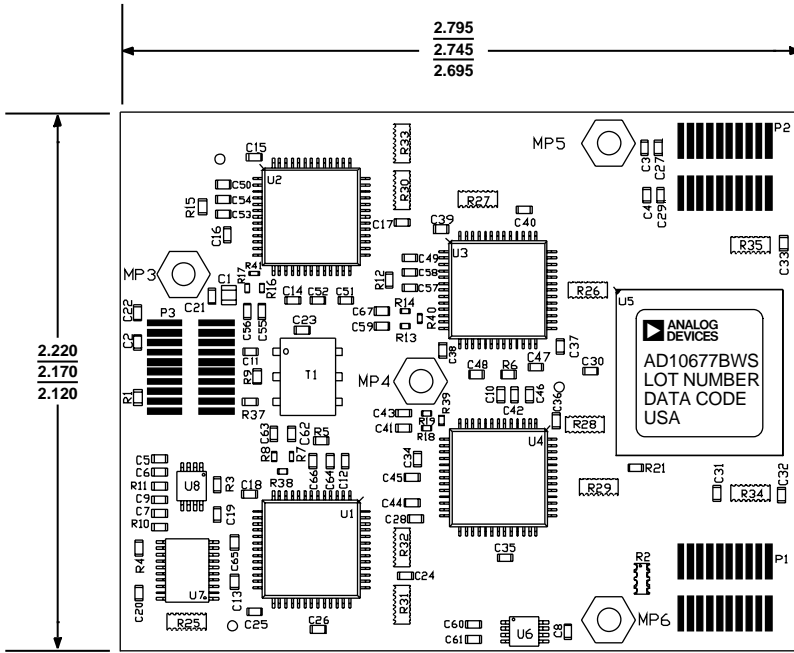 2.795
2.745
2.695
2.220
2.170
2.120
C15
R33
MP5
C3
C27
P2
U2
C50
C54
C53
R15
C16
R30
C17
R27
C39
C40
C4
C29
R35
C33
MP3
R17
R41
R16
C1
C21
C14
C52
C51
R12
C49
C58
C57
U3
R26
U5
C22
P3
C2
C56
C55
C23
C67
C59
R14
R13
R40
C38
C37
ANALOG
DEVICES
AD10677BWS
LOT NUMBER
DATA CODE
USA
C11
R9
T1
MP4
C48
R6
C47
C30
R1
R37
C10
C42
C46
C36
C43
C41
R19
R18
R39
R28
C63
C62
R5
R8
R7
C34
U4
C5
C6
R11
C9
C7
R10
U8
R3
C18
R38
C66
C64
C12
C45
R21
R29
C31
R34
C32
C19
U1
C44
C28
R4
C65
R32
C35
R2
P1
C20
U7
C13
C24
R25
C25
C26
R31
C60
C61
U6
C8
MP6